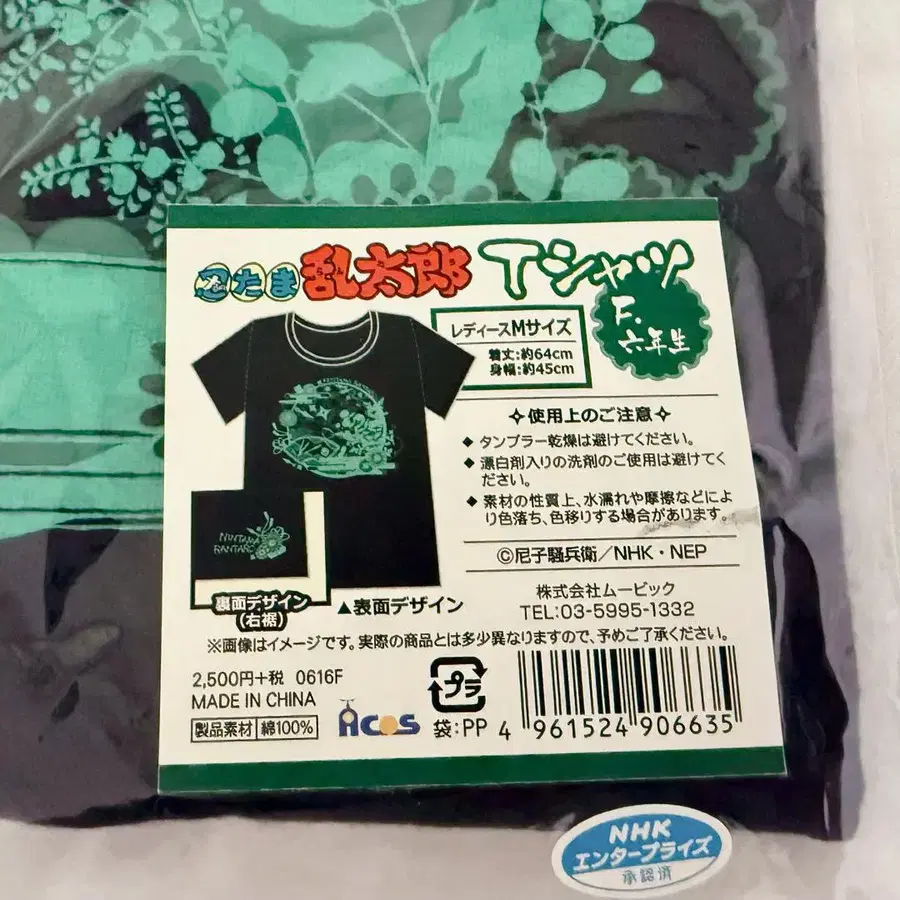 忍たま乱太郎 Tシャツ
F.
六年生
レディースMサイズ
着丈:約64cm
身幅:約45cm
使用上のご注意
◆ タンブラー乾燥は避けてください。
◆ 漂白剤入りの洗剤のご使用は避けてく
ださい。
◆ 素材の性質上、水濡れや摩擦などによ
り色落ち、色移りする場合があります。
©尼子騒兵衛/NHK・NEP
株式会社ムービック
TEL:03-5995-1332
NINTAMA
RANTARO
裏面デザイン
(右裾)
▲表面デザイン
※画像はイメージです。実際の商品とは多少異なりますので、予めご了承ください。
2,500円+税 0616F
MADE IN CHINA
製品素材 綿100%
ACOS
プラ
袋:PP
4 961524 906635
NHK
エンタープライズ
承認済